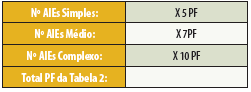 Nº AIEs Simples: X 5 PF
Nº AIEs Médio: X 7PF
Nº AIEs Complexo: X 10 PF
Total PF da Tabela 2: